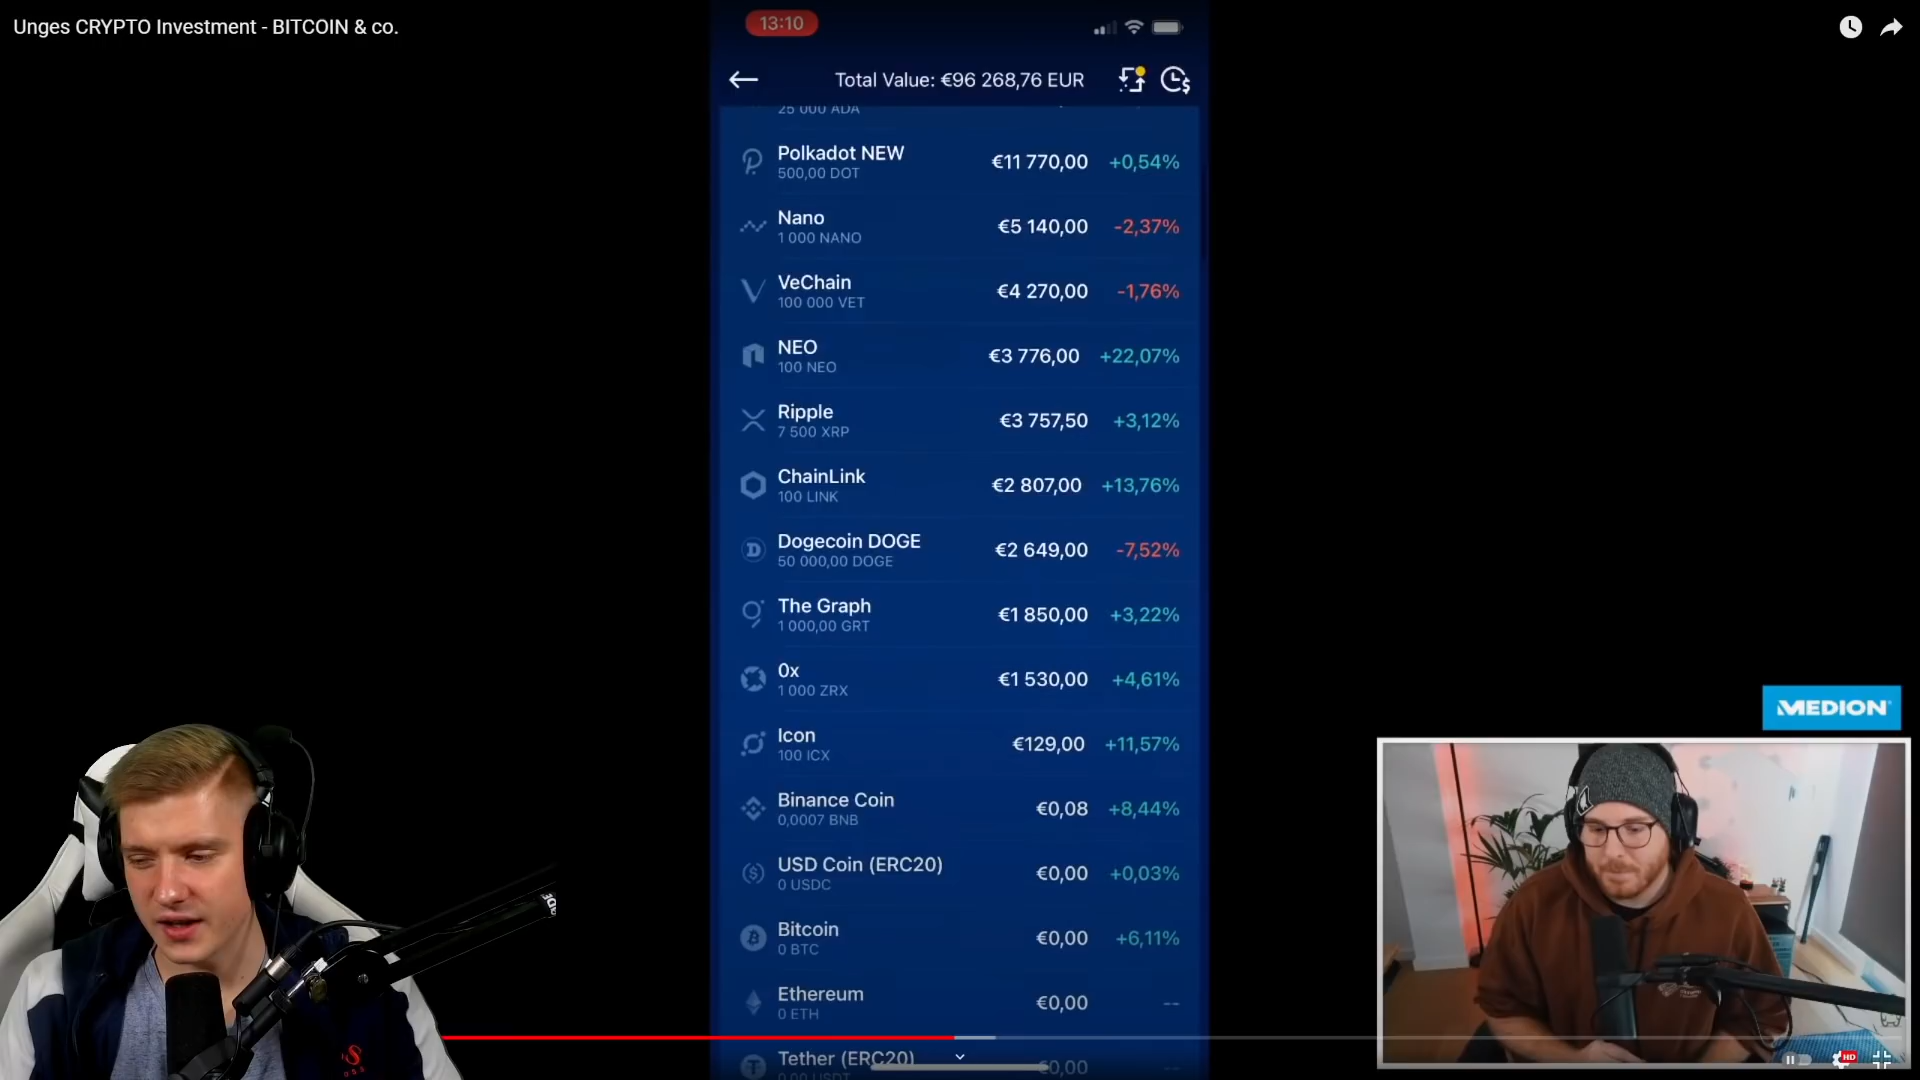 Unges CRYPTO Investment - BITCOIN & co.
13:10
Total Value: €96 268,76 EUR
25 000 ADA
Polkadot NEW €11 770,00 +0,54%
500,00 DOT
Nano €5 140,00 -2,37%
1 000 NANO
VeChain €4 270,00 -1,76%
100 000 VET
NEO €3 776,00 +22,07%
100 NEO
Ripple €3 757,50 +3,12%
7 500 XRP
ChainLink €2 807,00 +13,76%
100 LINK
Dogecoin DOGE €2 649,00 -7,52%
50 000,00 DOGE
The Graph €1 850,00 +3,22%
1 000,00 GRT
0x €1 530,00 +4,61%
1 000 ZRX
Icon €129,00 +11,57%
100 ICX
Binance Coin €0,08 +8,44%
0,0007 BNB
USD Coin (ERC20) €0,00 +0,03%
0 USDC
Bitcoin €0,00 +6,11%
0 BTC
Ethereum €0,00 --
0 ETH
Tether (ERC20) €0,00 --
0,00 USDT
MEDION
HD